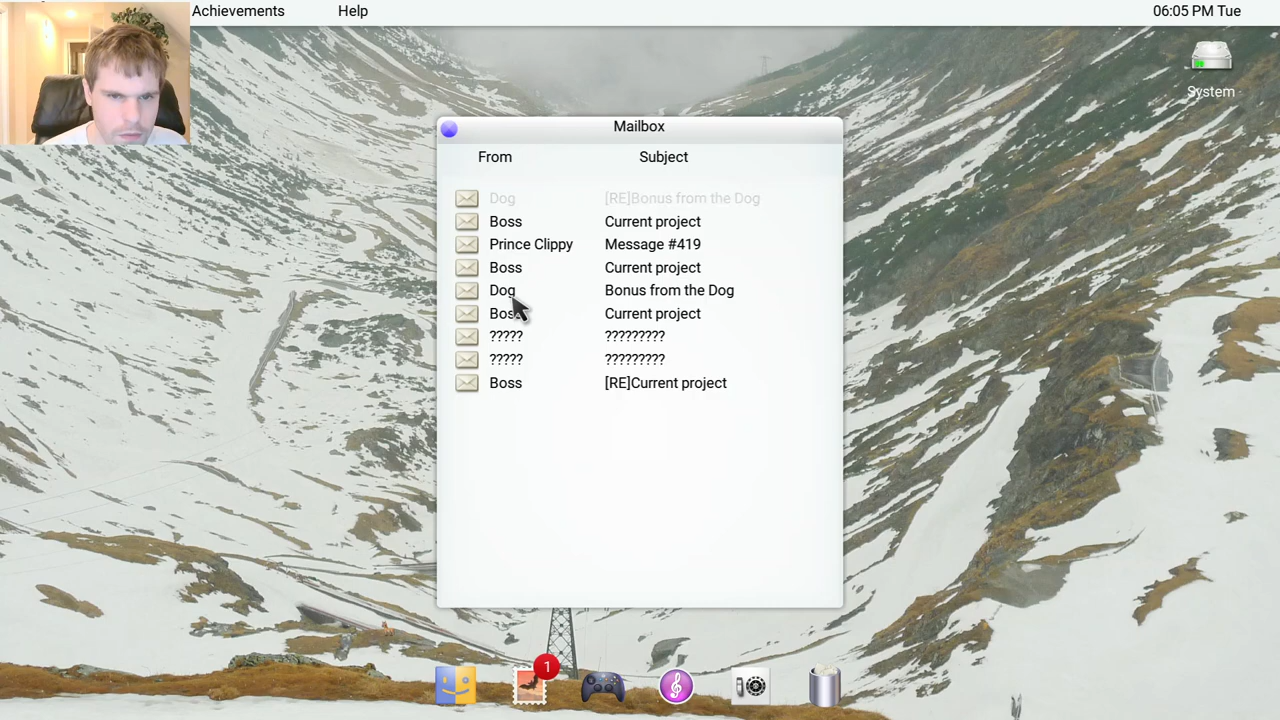 Achievements Help 06:05 PM Tue
System
Mailbox
From Subject
Dog [RE]Bonus from the Dog
Boss Current project
Prince Clippy Message #419
Boss Current project
Dog Bonus from the Dog
Boss Current project
????? ?????????
????? ?????????
Boss [RE]Current project
1